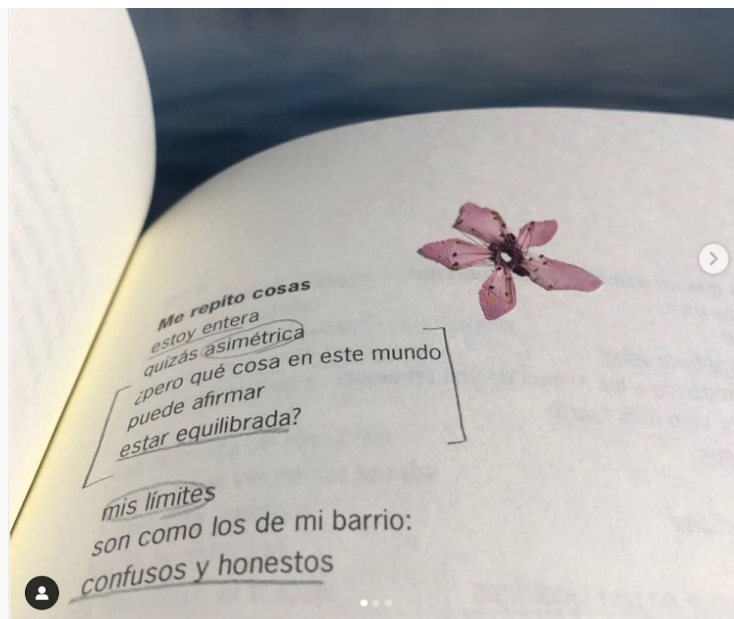 Me repito cosas
estoy entera
quizás asimétrica
¿pero qué cosa en este mundo
puede afirmar
estar equilibrada?
mis límites
son como los de mi barrio:
confusos y honestos